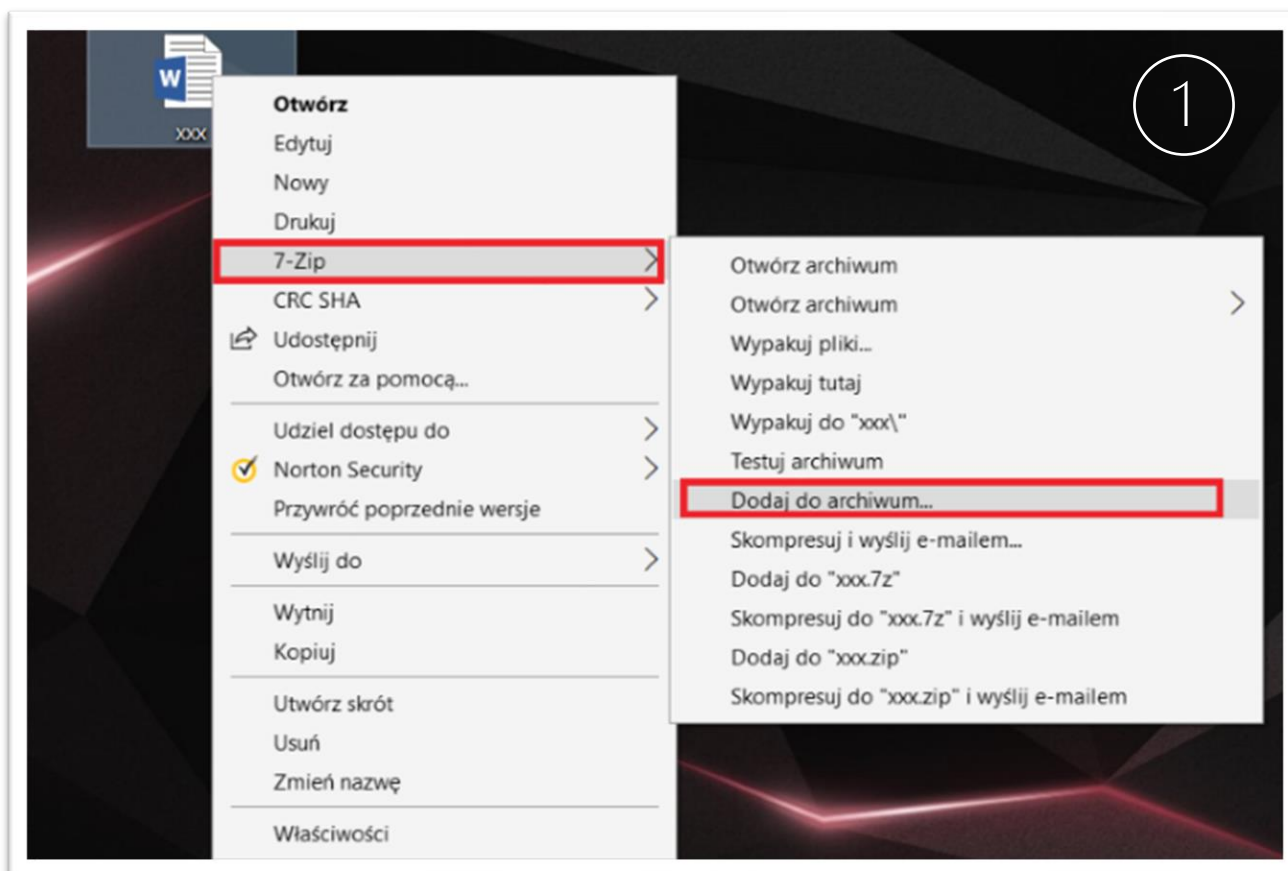 1
W
xxx
Otwórz
Edytuj
Nowy
Drukuj
7-Zip
CRC SHA
Udostępnij
Otwórz za pomocą...
Udziel dostępu do
Norton Security
Przywróć poprzednie wersje
Wyślij do
Wytnij
Kopiuj
Utwórz skrót
Usuń
Zmień nazwę
Właściwości
Otwórz archiwum
Otwórz archiwum
Wypakuj pliki...
Wypakuj tutaj
Wypakuj do "xxx\"
Testuj archiwum
Dodaj do archiwum...
Skompresuj i wyślij e-mailem...
Dodaj do "xxx.7z"
Skompresuj do "xxx.7z" i wyślij e-mailem
Dodaj do "xxx.zip"
Skompresuj do "xxx.zip" i wyślij e-mailem